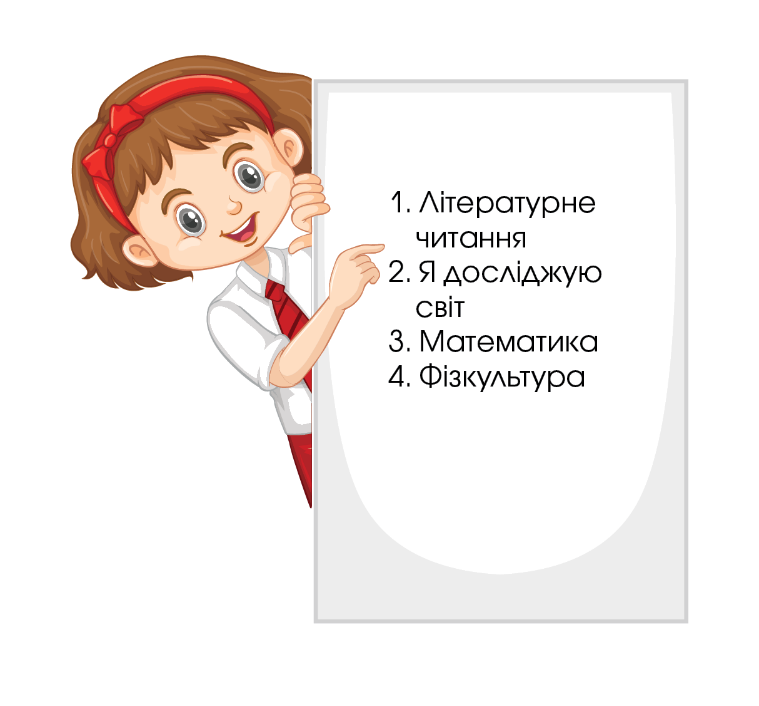 1. Літературне
читання
2. Я досліджую
світ
3. Математика
4. Фізкультура